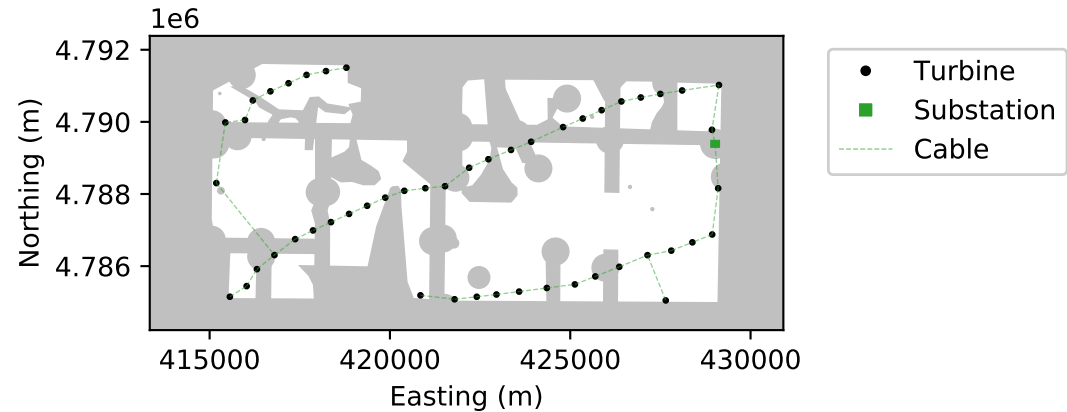 1e6
4.792
4.790
4.788
4.786
Northing (m)
415000 420000 425000 430000
Easting (m)
Turbine
Substation
Cable